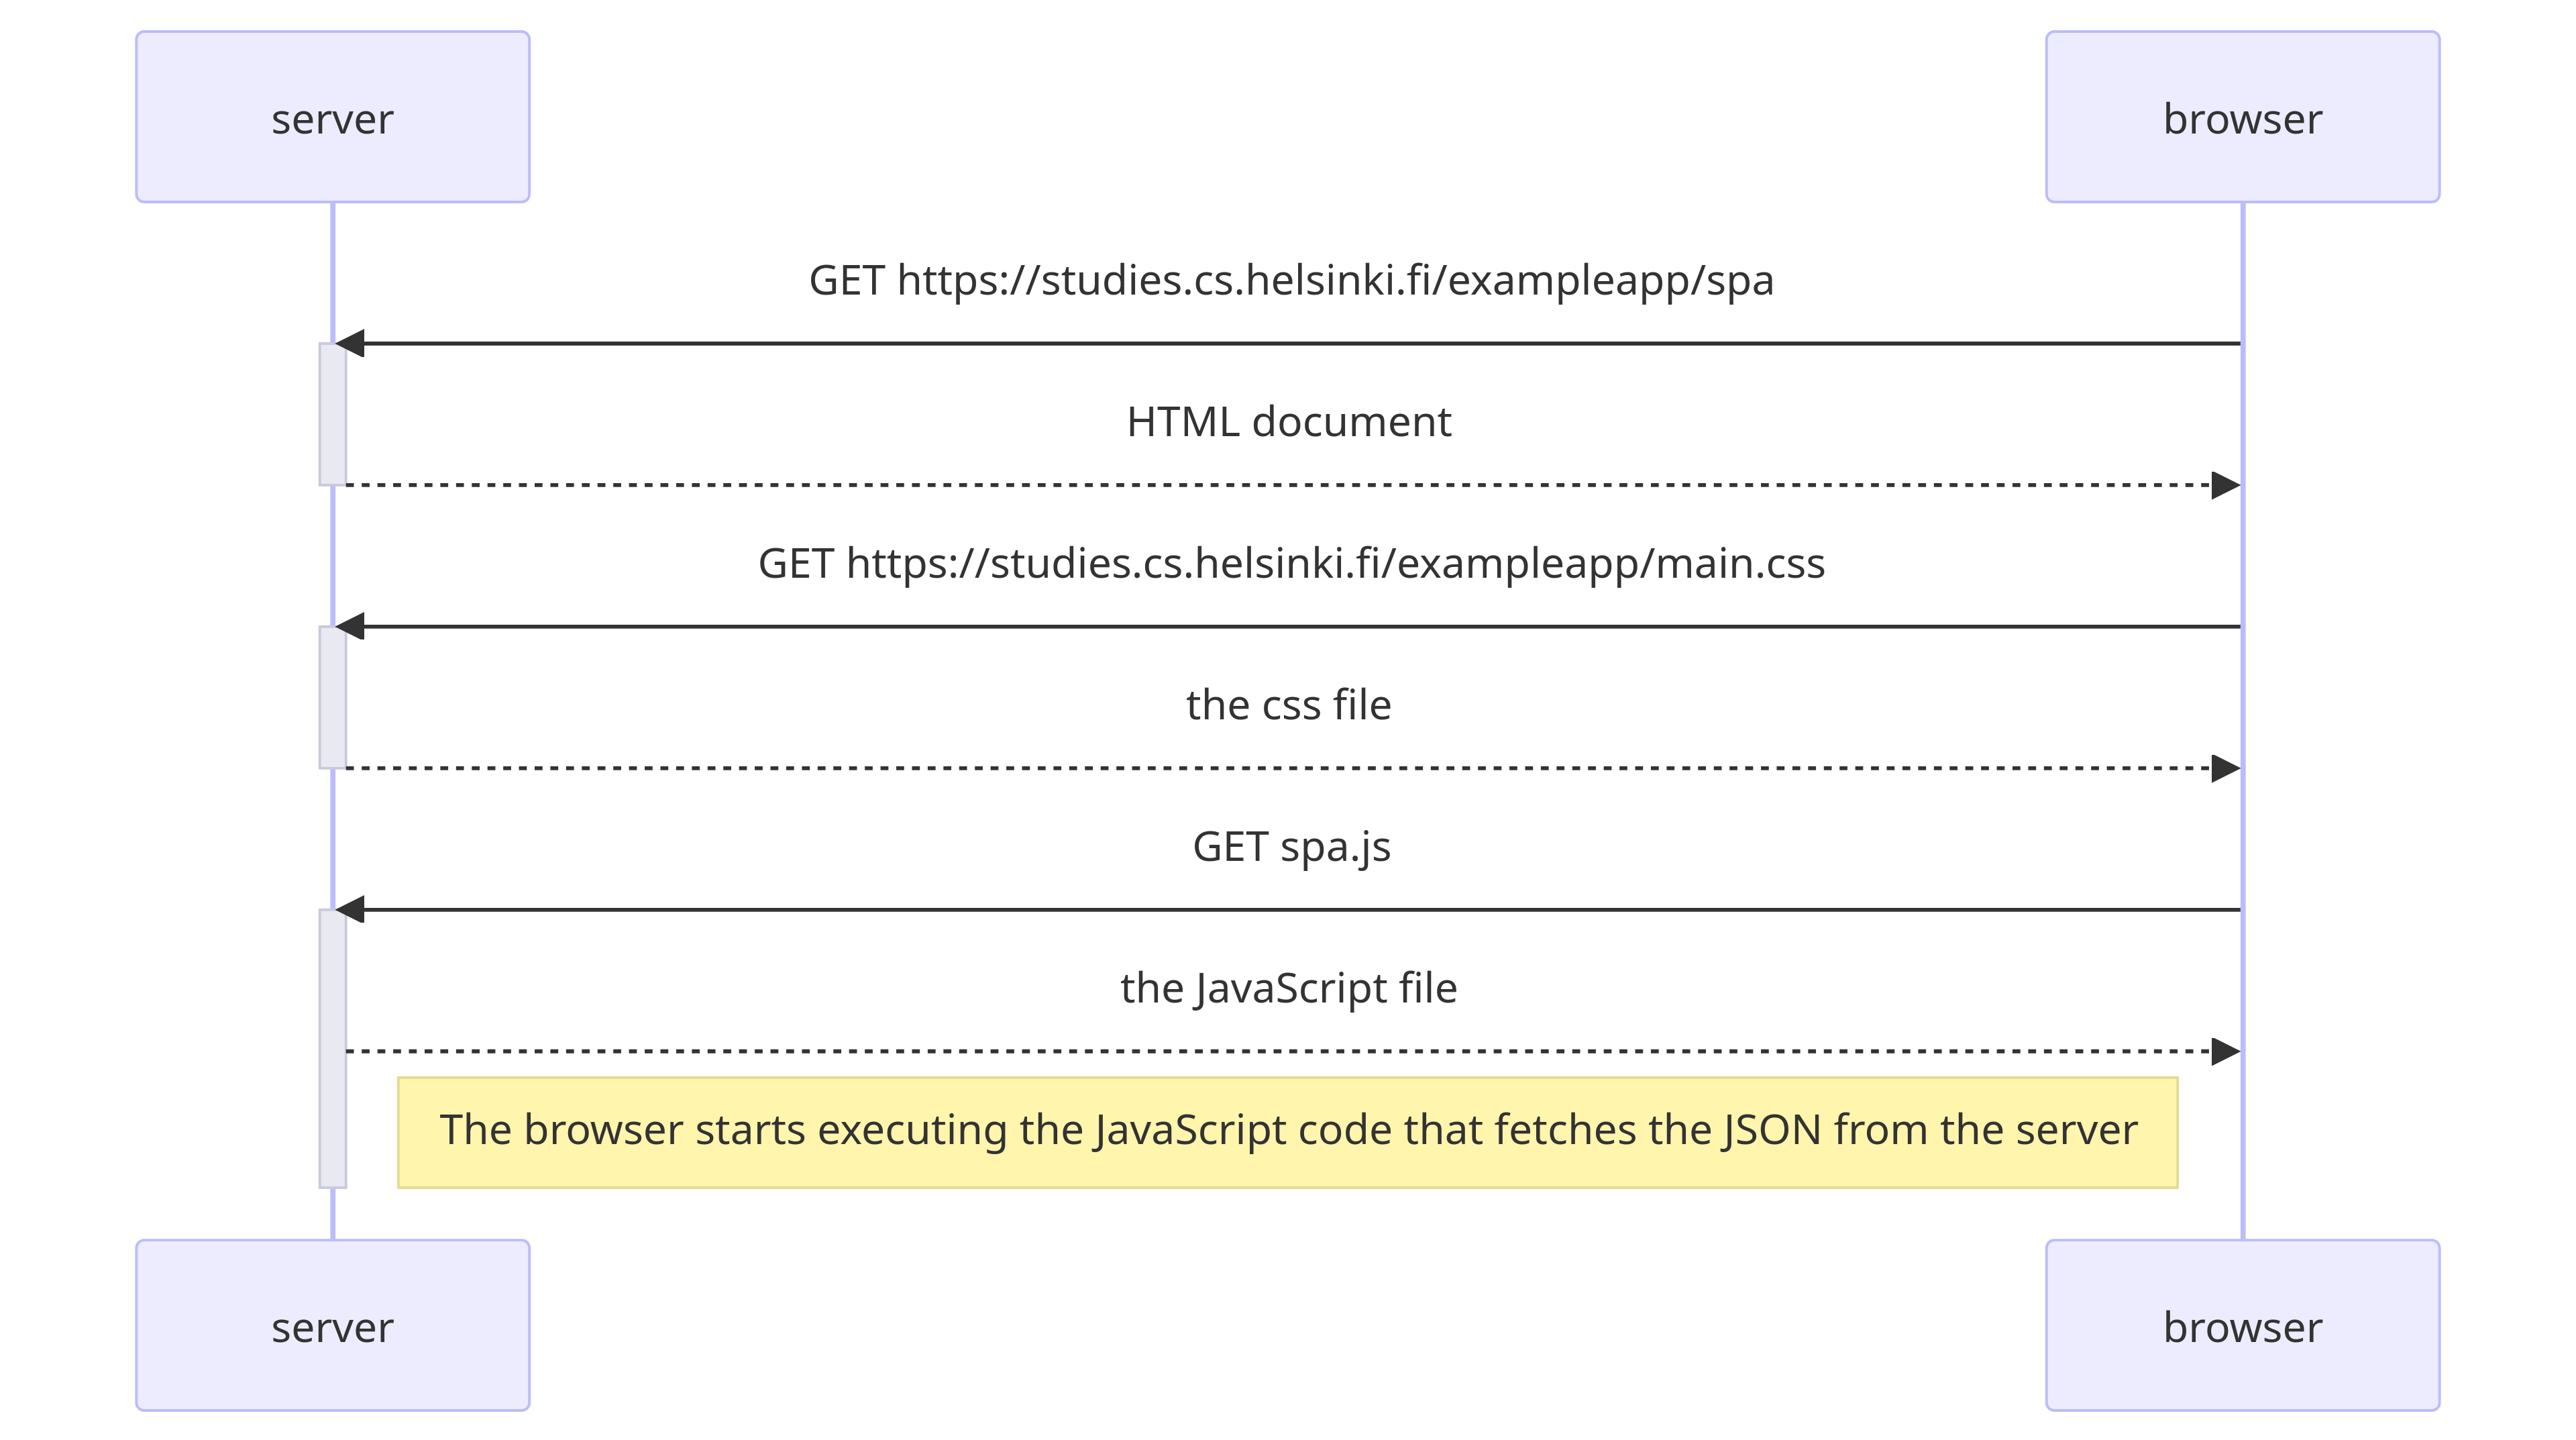 server
browser
GET https://studies.cs.helsinki.fi/exampleapp/spa
HTML document
GET https://studies.cs.helsinki.fi/exampleapp/main.css
the css file
GET spa.js
the JavaScript file
The browser starts executing the JavaScript code that fetches the JSON from the server
server
browser